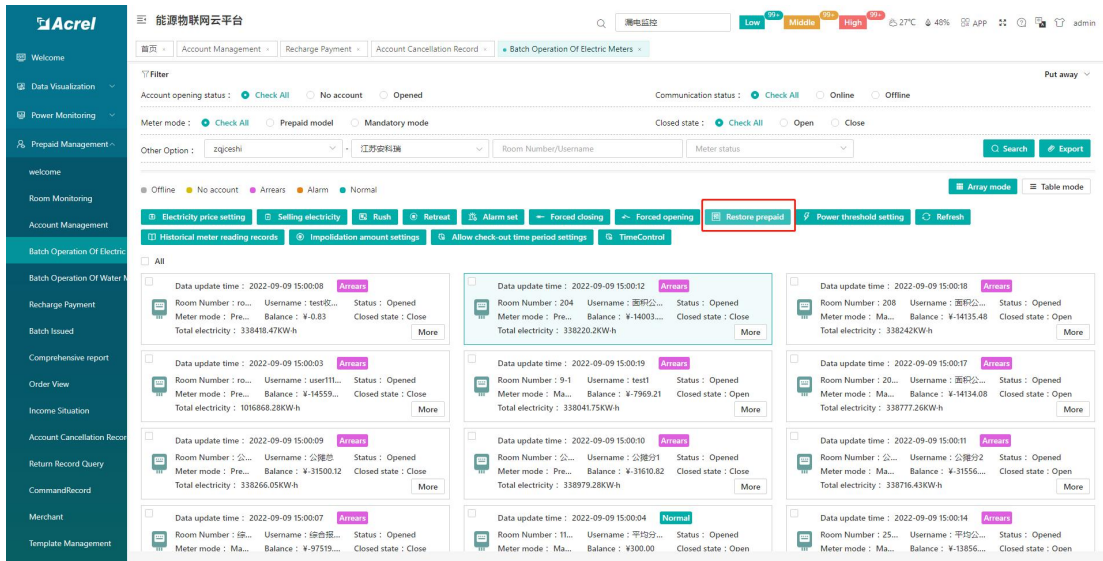 Acrel
能源物联网云平台
漏电监控
Low 99+ Middle 99+ High 99+ 27℃ 48% APP admin
首页 × Account Management × Recharge Payment × Account Cancellation Record × Batch Operation Of Electric Meters ×
Welcome
Data Visualization
Power Monitoring
Prepaid Management
welcome
Room Monitoring
Account Management
Batch Operation Of Electric
Batch Operation Of Water M
Recharge Payment
Batch Issued
Comprehensive report
Order View
Income Situation
Account Cancellation Recor
Return Record Query
CommandRecord
Merchant
Template Management
Filter Put away
Account opening status : Check All No account Opened Communication status : Check All Online Offline
Meter mode : Check All Prepaid model Mandatory mode Closed state : Check All Open Close
Other Option : zqjceshi - 江苏安科瑞 Room Number/Username Meter status Search Export
Offline No account Arrears Alarm Normal Array mode Table mode
Electricity price setting Selling electricity Rush Retreat Alarm set Forced closing Forced opening Restore prepaid Power threshold setting Refresh
Historical meter reading records Impolidation amount settings Allow check-out time period settings TimeControl
All
Data update time : 2022-09-09 15:00:08 Arrears
Room Number : ro... Username : test收... Status : Opened
Meter mode : Pre... Balance : ¥-0.83 Closed state : Close
Total electricity : 338418.47KW·h More
Data update time : 2022-09-09 15:00:12 Arrears
Room Number : 204 Username : 面积公... Status : Opened
Meter mode : Pre... Balance : ¥-14003.... Closed state : Close
Total electricity : 338220.2KW·h More
Data update time : 2022-09-09 15:00:18 Arrears
Room Number : 208 Username : 面积公... Status : Opened
Meter mode : Ma... Balance : ¥-14135.48 Closed state : Open
Total electricity : 338242KW·h More
Data update time : 2022-09-09 15:00:03 Arrears
Room Number : ro... Username : user111... Status : Opened
Meter mode : Pre... Balance : ¥-14559... Closed state : Close
Total electricity : 1016868.28KW·h More
Data update time : 2022-09-09 15:00:19 Arrears
Room Number : 9-1 Username : test1 Status : Opened
Meter mode : Ma... Balance : ¥-7969.21 Closed state : Open
Total electricity : 338041.75KW·h More
Data update time : 2022-09-09 15:00:17 Arrears
Room Number : 20... Username : 面积公... Status : Opened
Meter mode : Ma... Balance : ¥-14134.08 Closed state : Open
Total electricity : 338777.26KW·h More
Data update time : 2022-09-09 15:00:09 Arrears
Room Number : 公... Username : 公摊总 Status : Opened
Meter mode : Pre... Balance : ¥-31500.12 Closed state : Close
Total electricity : 338266.05KW·h More
Data update time : 2022-09-09 15:00:10 Arrears
Room Number : 公... Username : 公摊分1 Status : Opened
Meter mode : Pre... Balance : ¥-31610.82 Closed state : Close
Total electricity : 338979.28KW·h More
Data update time : 2022-09-09 15:00:11 Arrears
Room Number : 公... Username : 公摊分2 Status : Opened
Meter mode : Ma... Balance : ¥-31556.... Closed state : Open
Total electricity : 338716.43KW·h More
Data update time : 2022-09-09 15:00:07 Arrears
Room Number : 综... Username : 综合报... Status : Opened
Meter mode : Ma... Balance : ¥-97519.... Closed state : Close
Data update time : 2022-09-09 15:00:04 Normal
Room Number : 11... Username : 平均分... Status : Opened
Meter mode : Ma... Balance : ¥300.00 Closed state : Open
Data update time : 2022-09-09 15:00:14 Arrears
Room Number : 25... Username : 平均公... Status : Opened
Meter mode : Ma... Balance : ¥-13856.... Closed state : Open